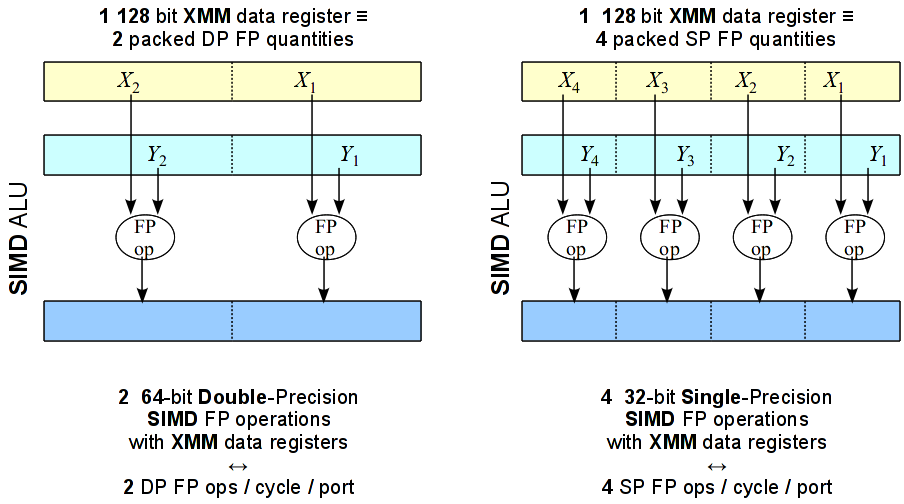 1 128 bit XMM data register ≡
2 packed DP FP quantities
X2 X1
Y2 Y1
SIMD ALU
FP op FP op
2 64-bit Double-Precision
SIMD FP operations
with XMM data registers
↔
2 DP FP ops / cycle / port
1 128 bit XMM data register ≡
4 packed SP FP quantities
X4 X3 X2 X1
Y4 Y3 Y2 Y1
SIMD ALU
FP op FP op FP op FP op
4 32-bit Single-Precision
SIMD FP operations
with XMM data registers
↔
4 SP FP ops / cycle / port